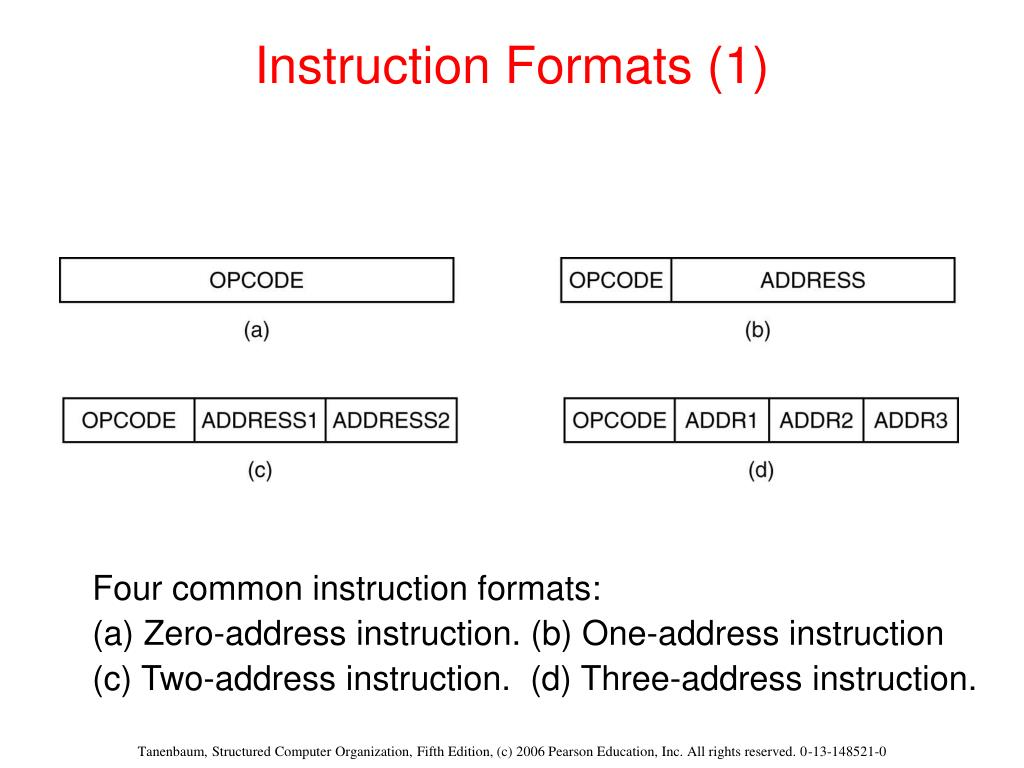 Instruction Formats (1)
OPCODE
OPCODE ADDRESS
(a)
(b)
OPCODE ADDRESS1 ADDRESS2
OPCODE ADDR1 ADDR2 ADDR3
(c)
(d)
Four common instruction formats:
(a) Zero-address instruction. (b) One-address instruction
(c) Two-address instruction. (d) Three-address instruction.
Tanenbaum, Structured Computer Organization, Fifth Edition, (c) 2006 Pearson Education, Inc. All rights reserved. 0-13-148521-0